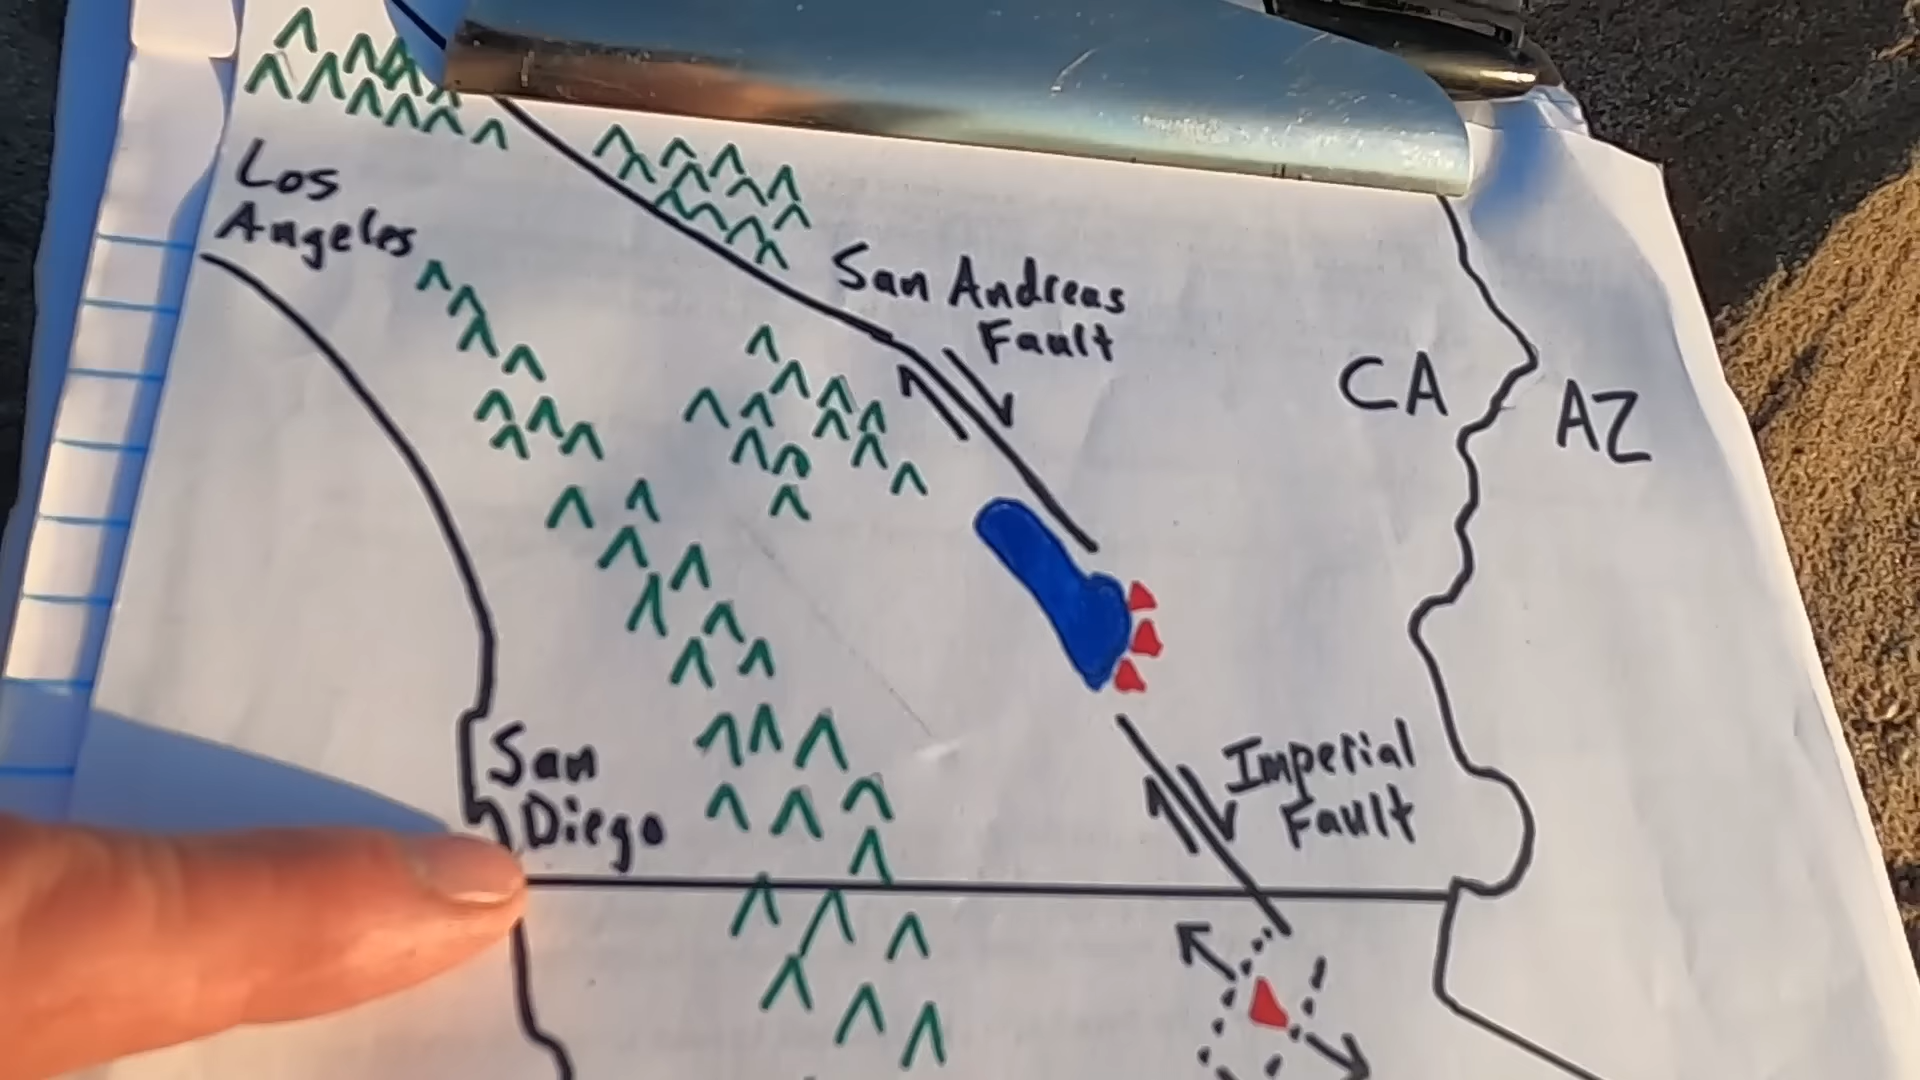 Los
Angeles
San Andreas
Fault
CA
AZ
San
Diego
Imperial
Fault